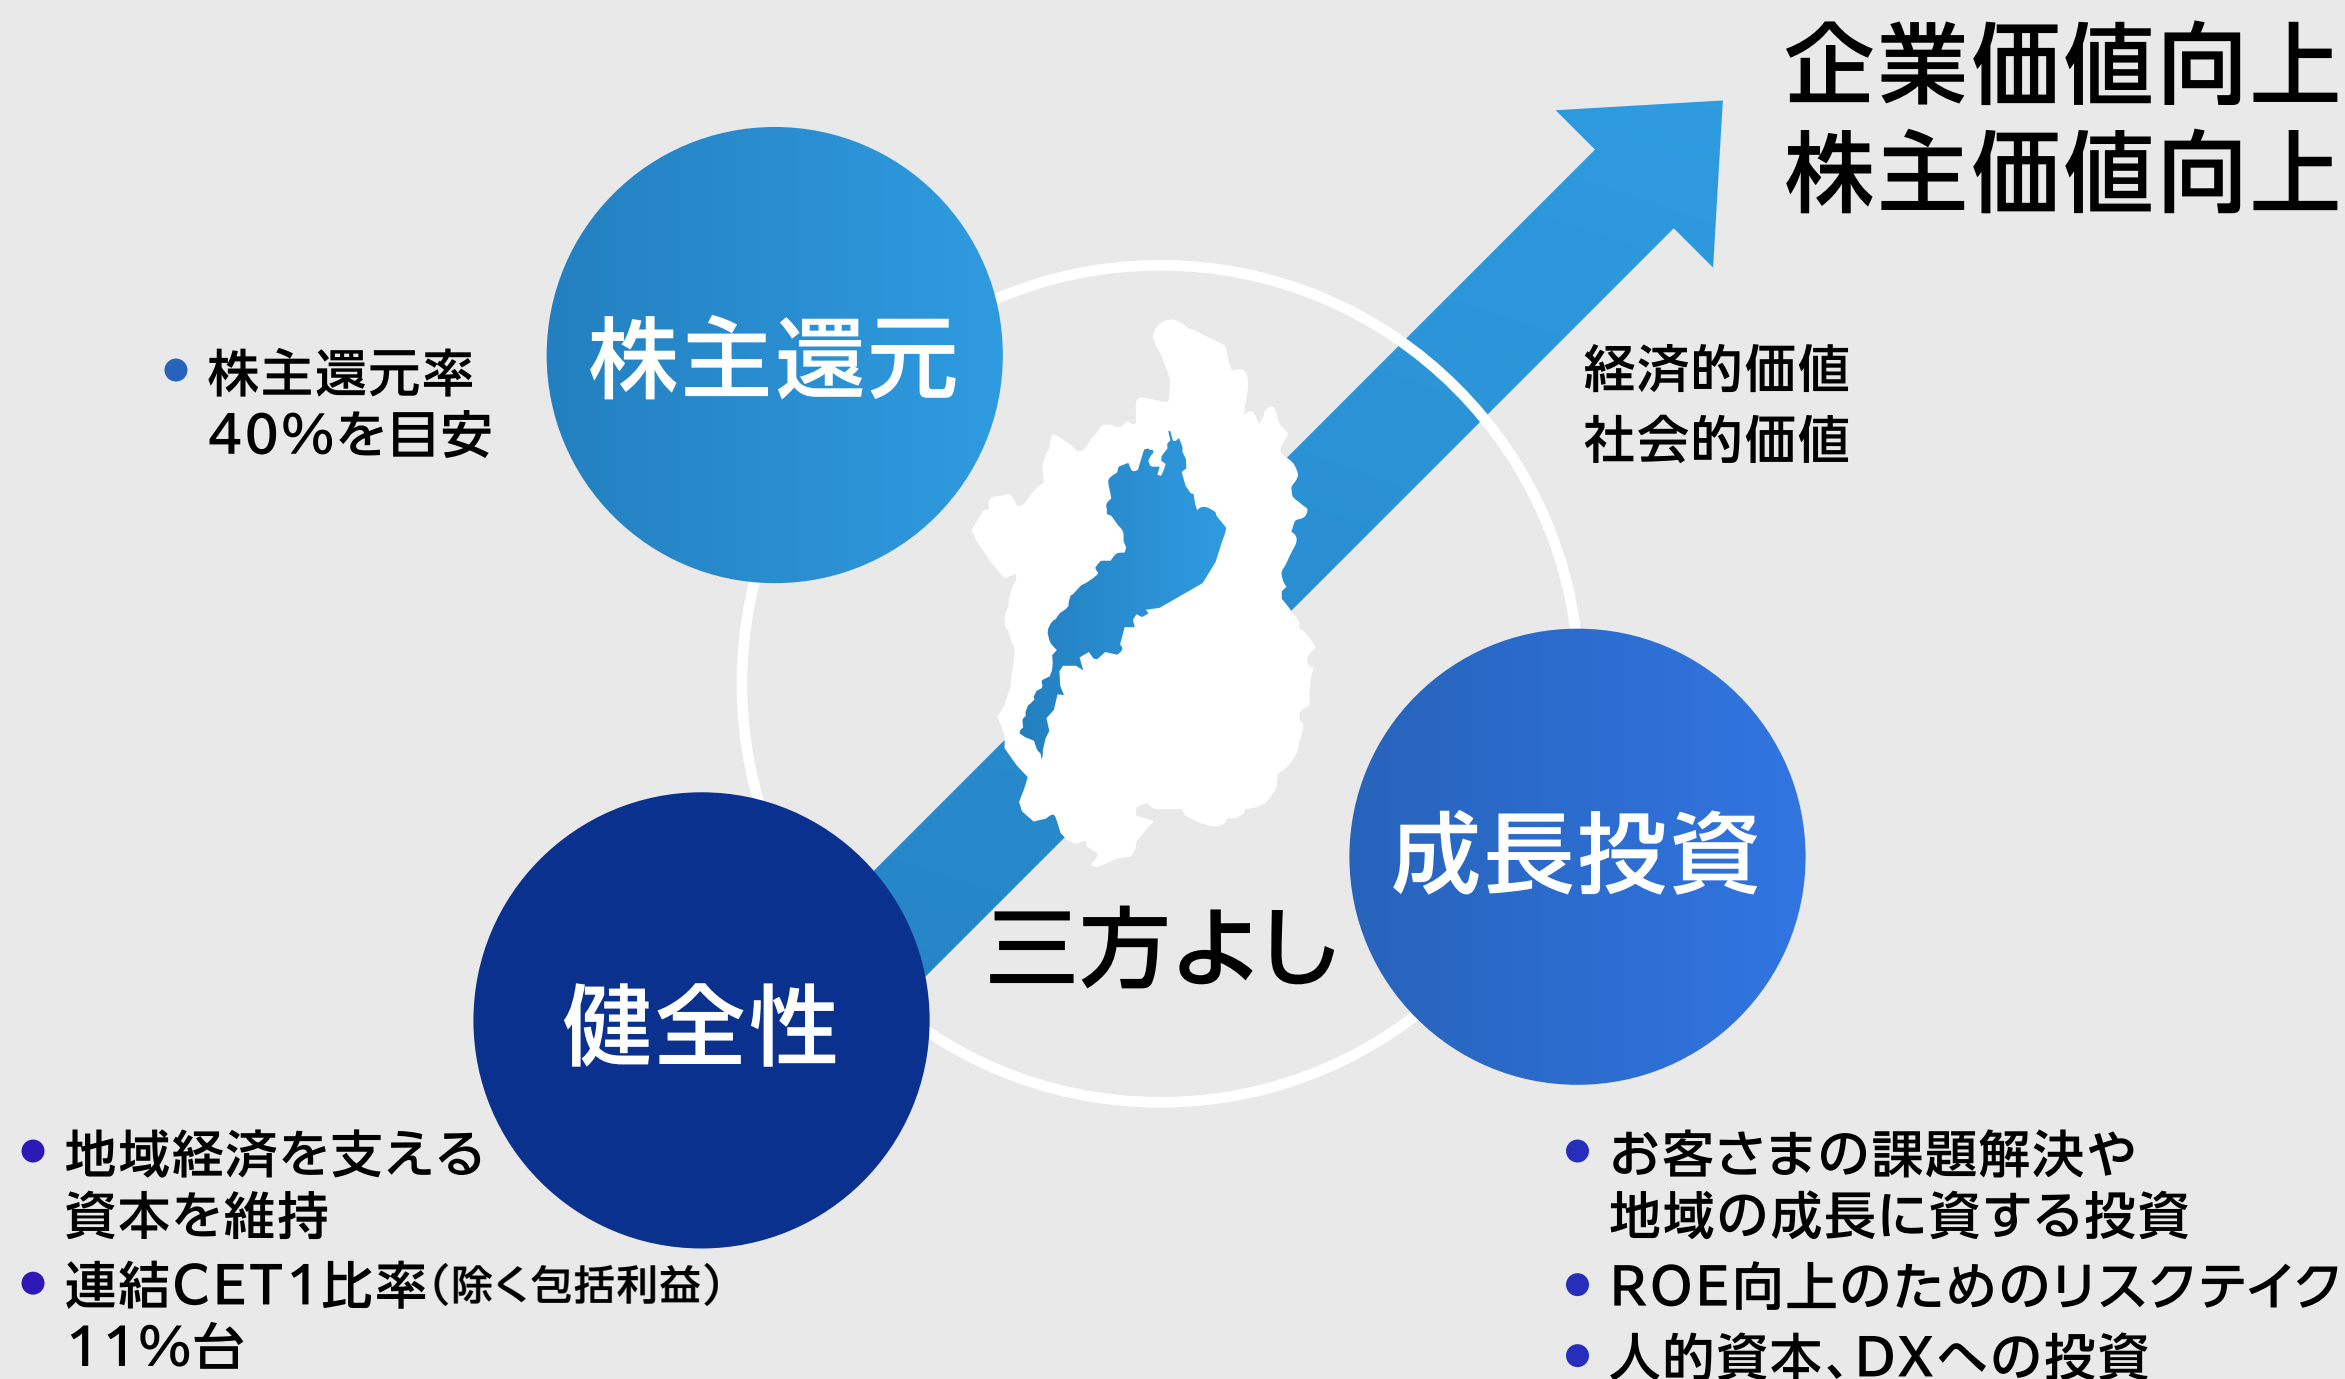 企業価値向上
株主価値向上
株主還元
株主還元率
40%を目安
経済的価値
社会的価値
成長投資
三方よし
健全性
地域経済を支える
資本を維持
連結CET1比率（除く包括利益）
11%台
お客さまの課題解決や
地域の成長に資する投資
ROE向上のためのリスクテイク
人的資本、DXへの投資